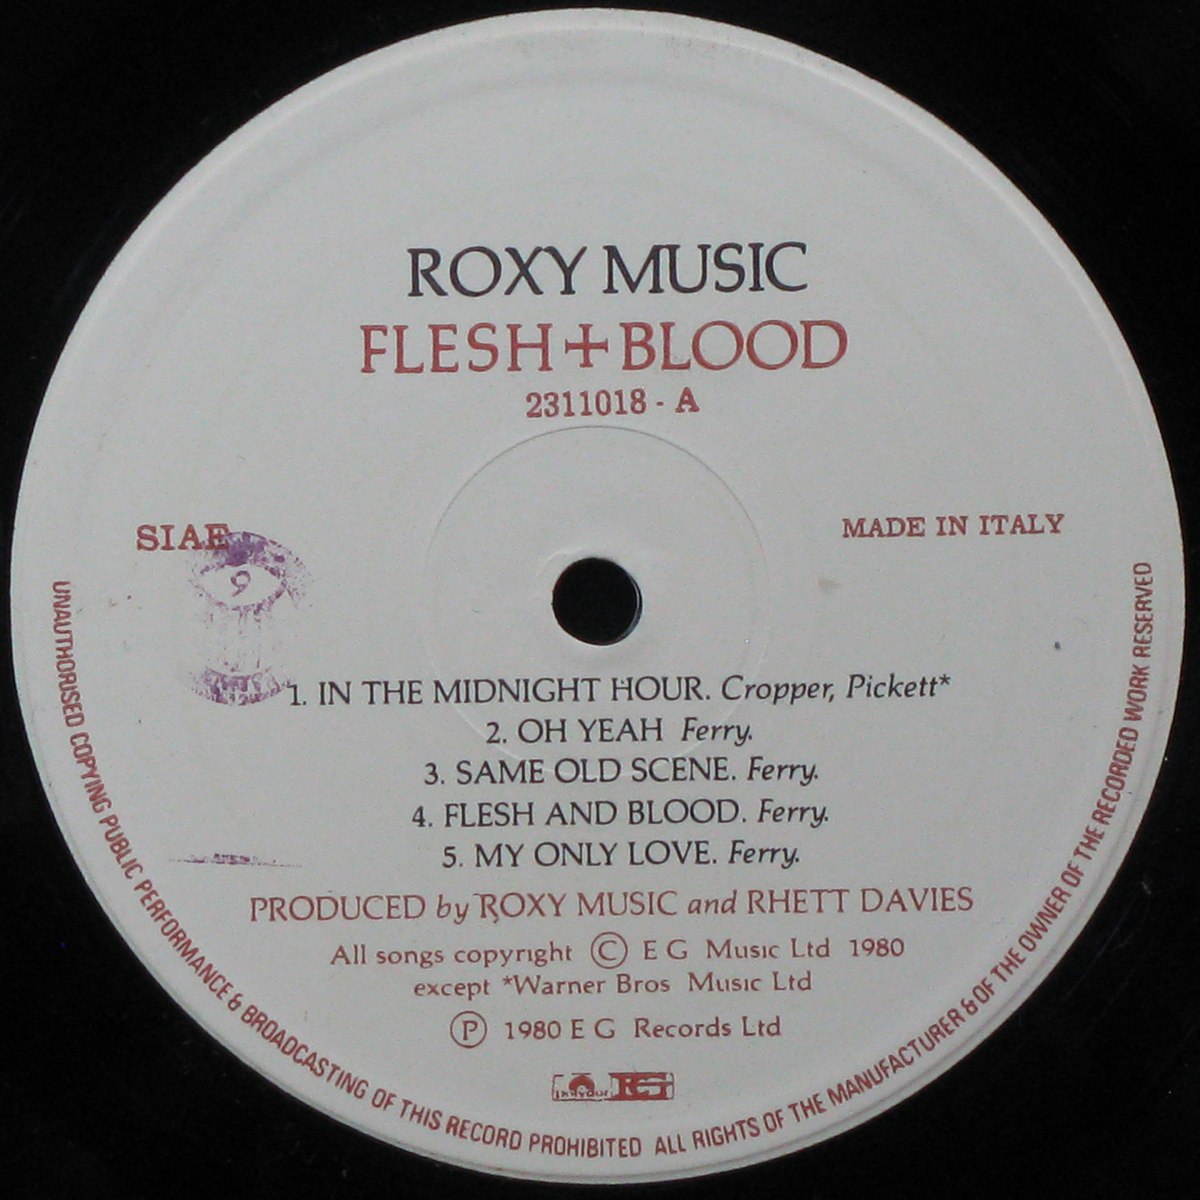 ROXY MUSIC
FLESH+BLOOD
2311018 - A
SIAE
MADE IN ITALY
9
1. IN THE MIDNIGHT HOUR. Cropper, Pickett*
2. OH YEAH Ferry.
3. SAME OLD SCENE. Ferry.
4. FLESH AND BLOOD. Ferry.
5. MY ONLY LOVE. Ferry.
PRODUCED by ROXY MUSIC and RHETT DAVIES
All songs copyright Ⓒ E G Music Ltd 1980
except *Warner Bros Music Ltd
Ⓟ 1980 E G Records Ltd
UNAUTHORISED COPYING PUBLIC PERFORMANCE & BROADCASTING OF THIS RECORD PROHIBITED ALL RIGHTS OF THE MANUFACTURER & OF THE OWNER OF THE RECORDED WORK RESERVED